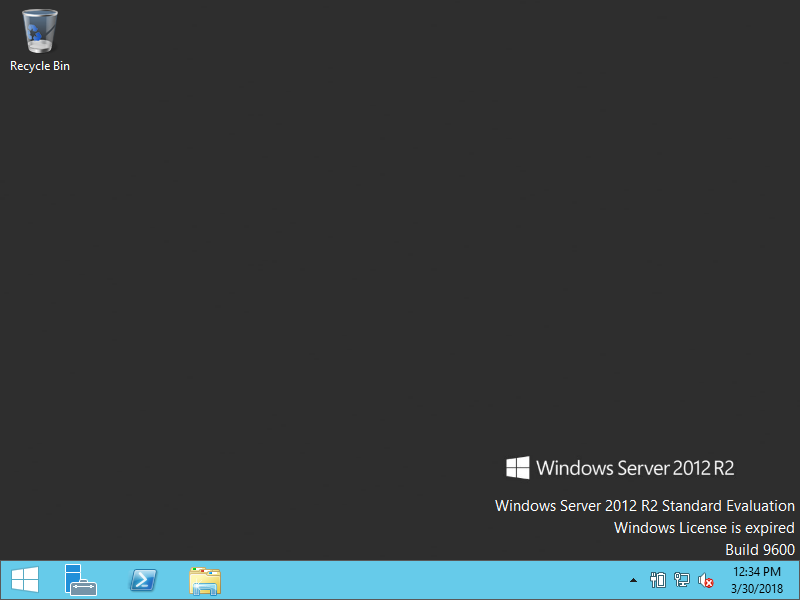 Recycle Bin
Windows Server 2012 R2
Windows Server 2012 R2 Standard Evaluation
Windows License is expired
Build 9600
12:34 PM
3/30/2018